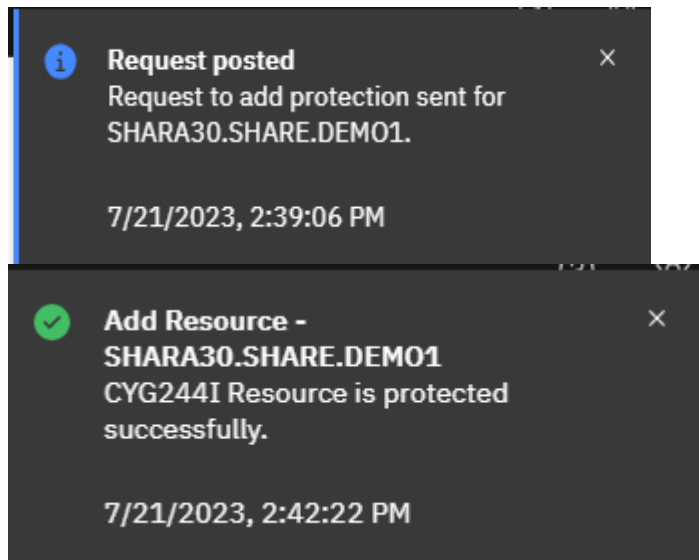 Request posted
Request to add protection sent for
SHARA30.SHARE.DEMO1.
7/21/2023, 2:39:06 PM
Add Resource -
SHARA30.SHARE.DEMO1
CYG244I Resource is protected
successfully.
7/21/2023, 2:42:22 PM